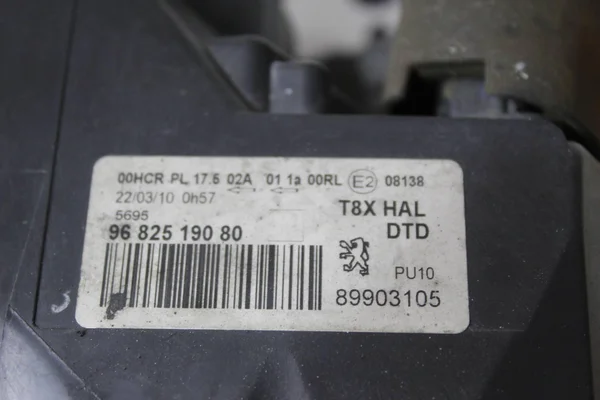 00HCR PL 17.5 02A 01 1a 00RL E2 08138
22/03/10 0h57
5695
T8X HAL
96 825 190 80
DTD
PU10
89903105